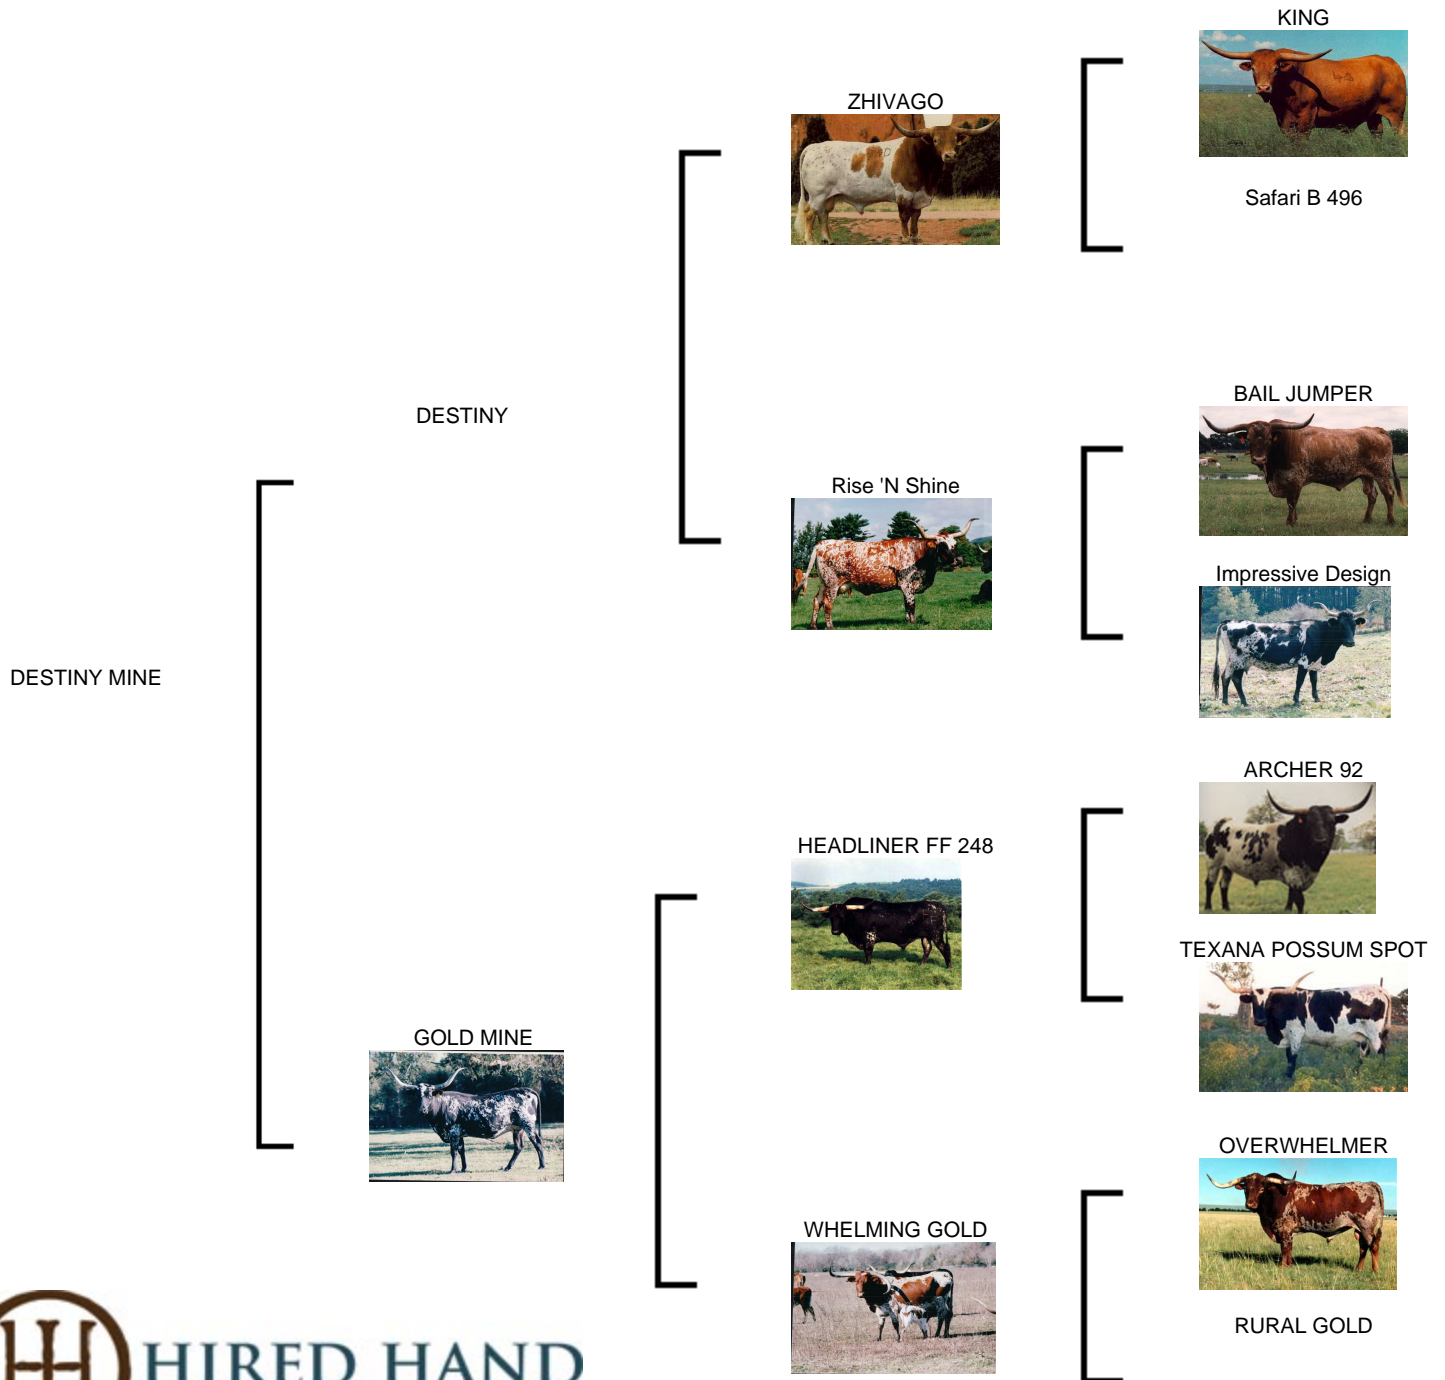 KING
ZHIVAGO
Safari B 496
BAIL JUMPER
DESTINY
Rise 'N Shine
Impressive Design
DESTINY MINE
ARCHER 92
HEADLINER FF 248
TEXANA POSSUM SPOT
GOLD MINE
OVERWHELMER
WHELMING GOLD
RURAL GOLD
HIRED HAND